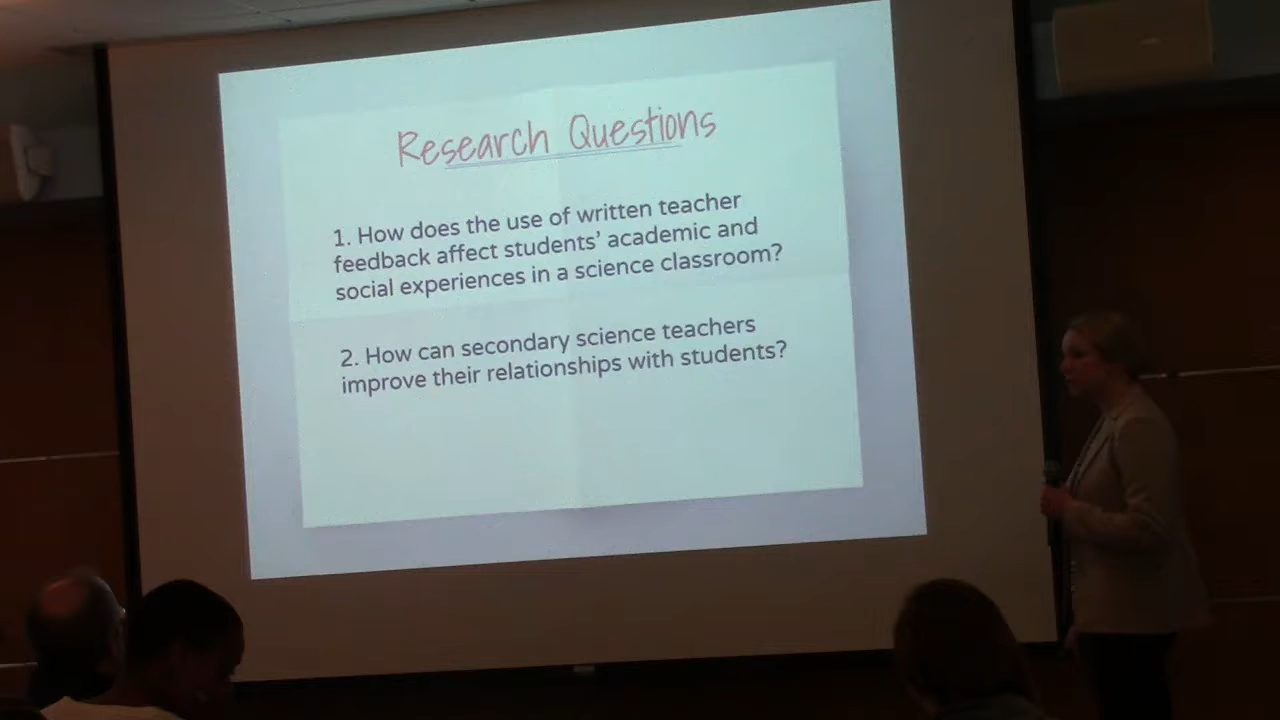 Research Questions
1. How does the use of written teacher
feedback affect students’ academic and
social experiences in a science classroom?
2. How can secondary science teachers
improve their relationships with students?